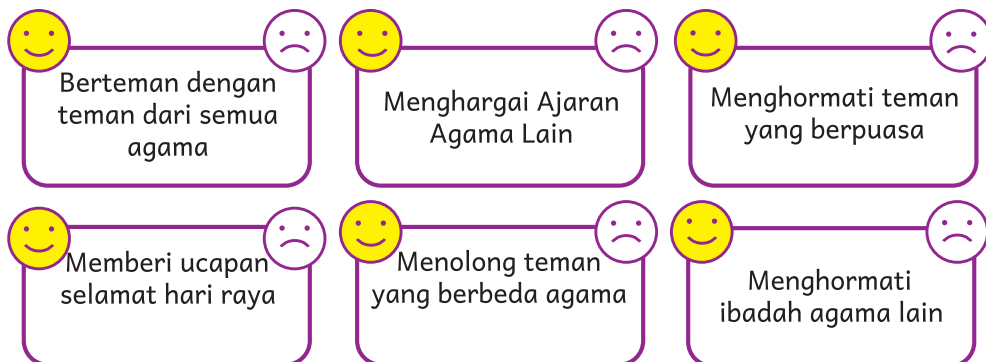 Berteman dengan
teman dari semua
agama
Menghargai Ajaran
Agama Lain
Menghormati teman
yang berpuasa
Memberi ucapan
selamat hari raya
Menolong teman
yang berbeda agama
Menghormati
ibadah agama lain